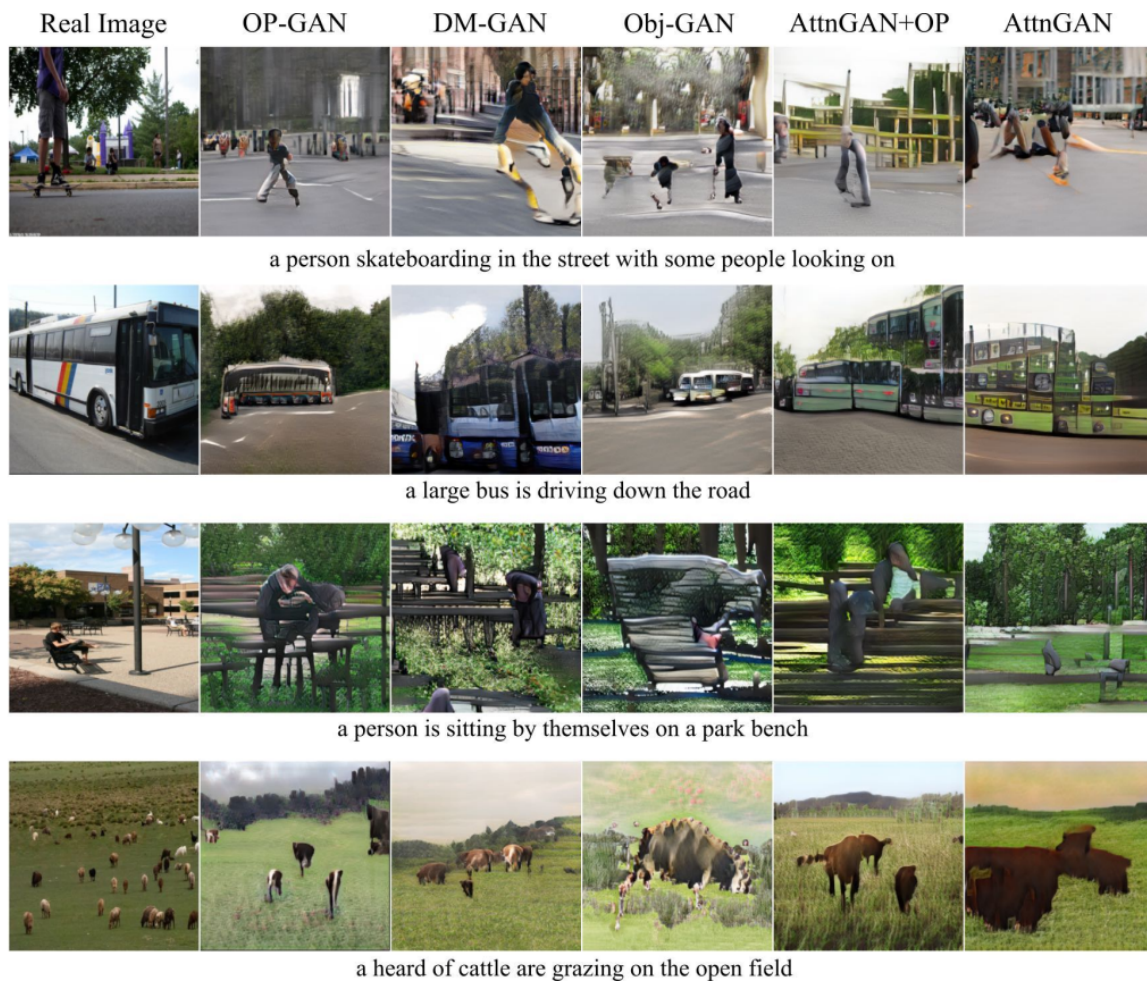 Real Image OP-GAN DM-GAN Obj-GAN AttnGAN+OP AttnGAN
a person skateboarding in the street with some people looking on
a large bus is driving down the road
a person is sitting by themselves on a park bench
a heard of cattle are grazing on the open field